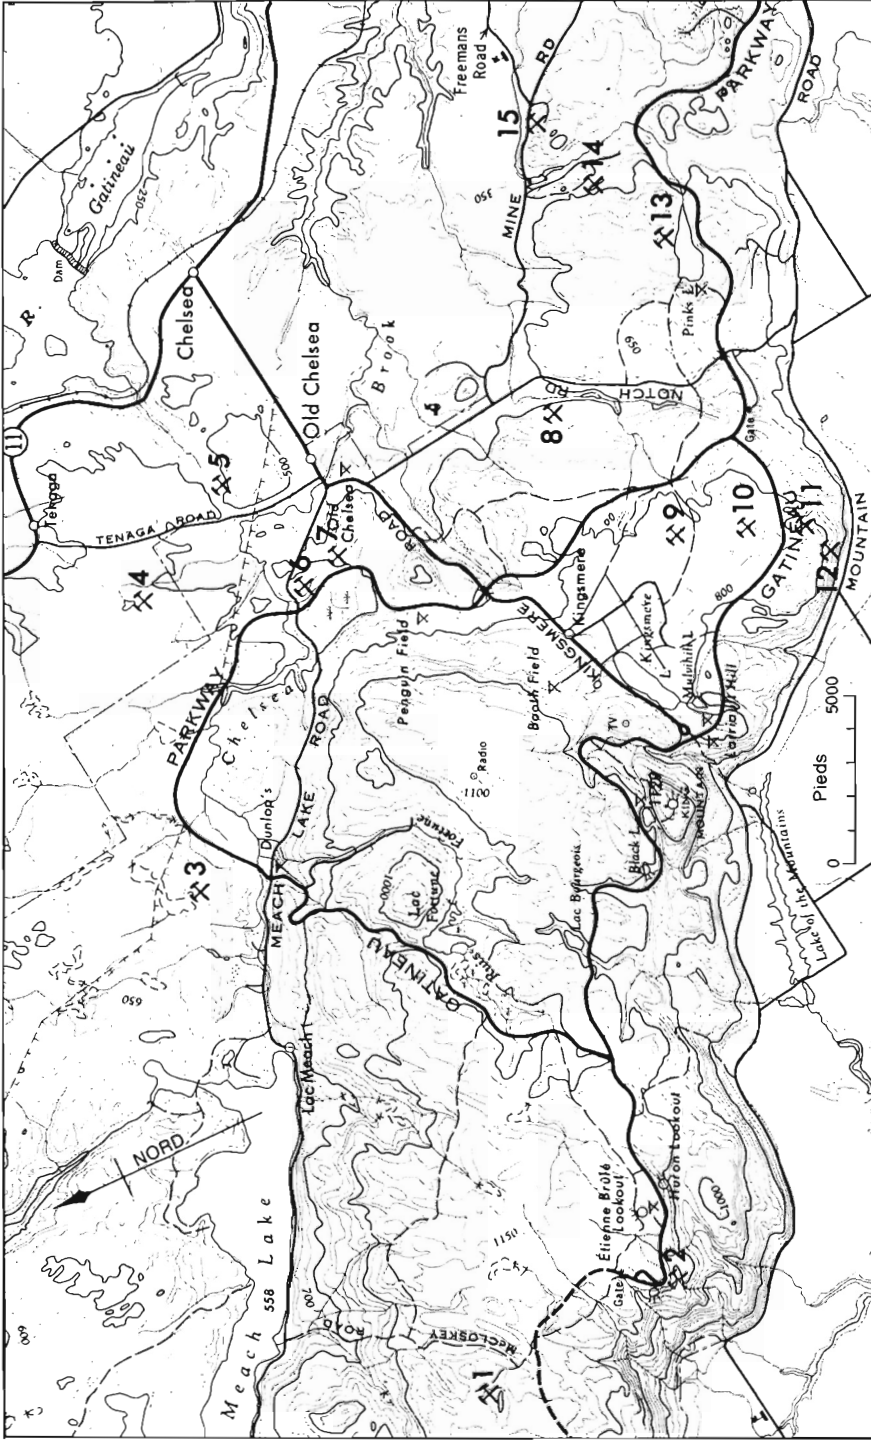 Gatineau
250
DAM
R
Chelsea
11
Tenaga
TENAGA ROAD
5
500
Old Chelsea
4
Brook
Freemans
Road
RD
15
MINE
350
14
13
PARKWAY
ROAD
Pinks L
650
NOTCH
RD
8
Gate
6
7
Old
Chelsea
ROAD
PARKWAY
Chelsea
Dunlop's
LAKE
ROAD
MEACH
3
Penguin Field
KINGSMERE
Kingsmere
Booth Field
Kingsmere
L
Mulvihill L
9
10
GATINEAU
11
12
MOUNTAIN
800
TV
Radio
1100
Fortune
1000
Lac
Fortune
Ruis
GATINEAU
Lac Bourgeois
Black L
KING
MOUNTAIN
Larriault Hill
Lake of the Mountains
Pieds
0
5000
650
Lac Meach
NORD
Meach Lake
558
600
700
ROAD
McCLOSKEY
1
1150
Étienne Brûlé
Lookout
Huron Lookout
Gate
2
1000